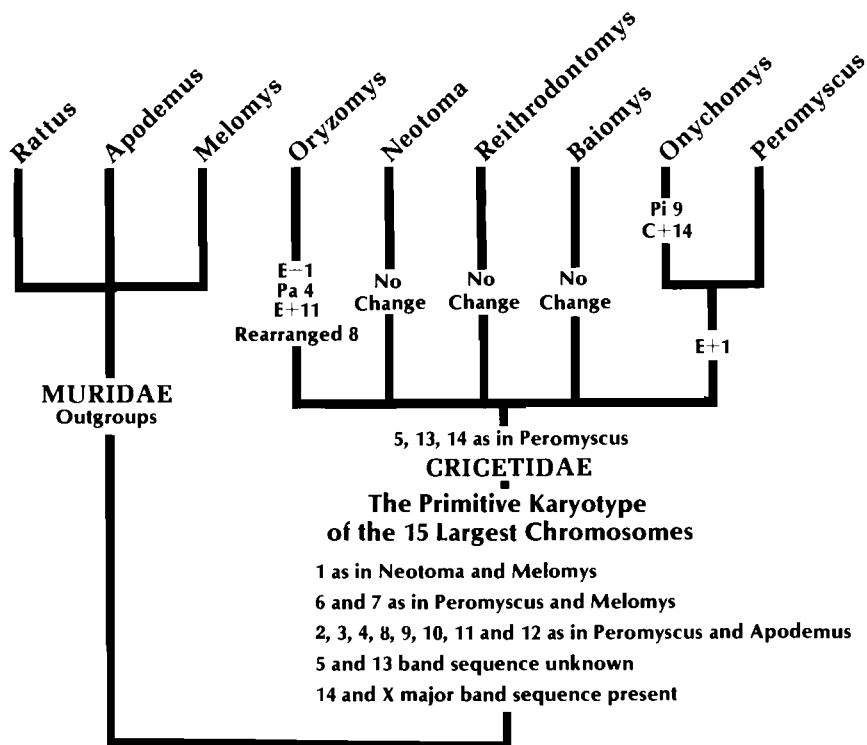 Rattus
Apodemus
Melomys
Oryzomys
Neotoma
Reithrodontomys
Baiomys
Onychomys
Peromyscus
Pi 9
C+14
E−1
Pa 4
E+11
Rearranged 8
No
Change
No
Change
No
Change
E+1
MURIDAE
Outgroups
5, 13, 14 as in Peromyscus
CRICETIDAE
The Primitive Karyotype
of the 15 Largest Chromosomes
1 as in Neotoma and Melomys
6 and 7 as in Peromyscus and Melomys
2, 3, 4, 8, 9, 10, 11 and 12 as in Peromyscus and Apodemus
5 and 13 band sequence unknown
14 and X major band sequence present